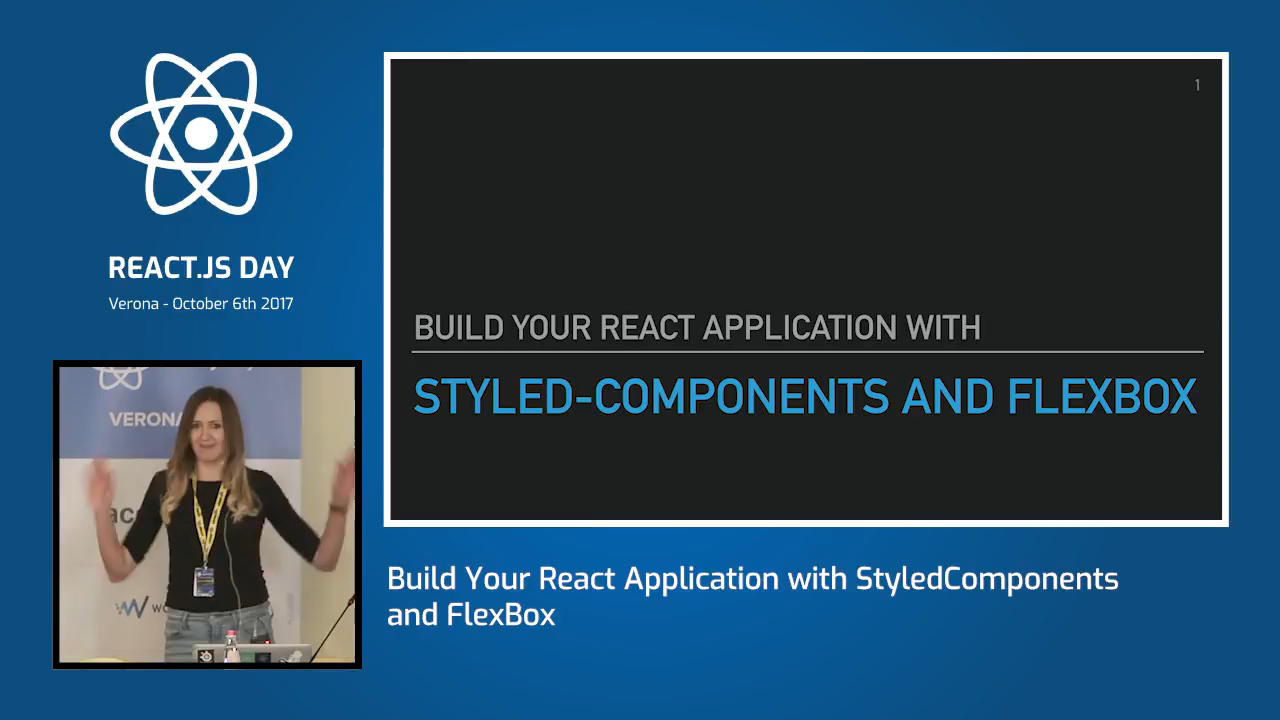 REACT.JS DAY
Verona - October 6th 2017
1
BUILD YOUR REACT APPLICATION WITH
STYLED-COMPONENTS AND FLEXBOX
VERONA
Build Your React Application with StyledComponents
and FlexBox